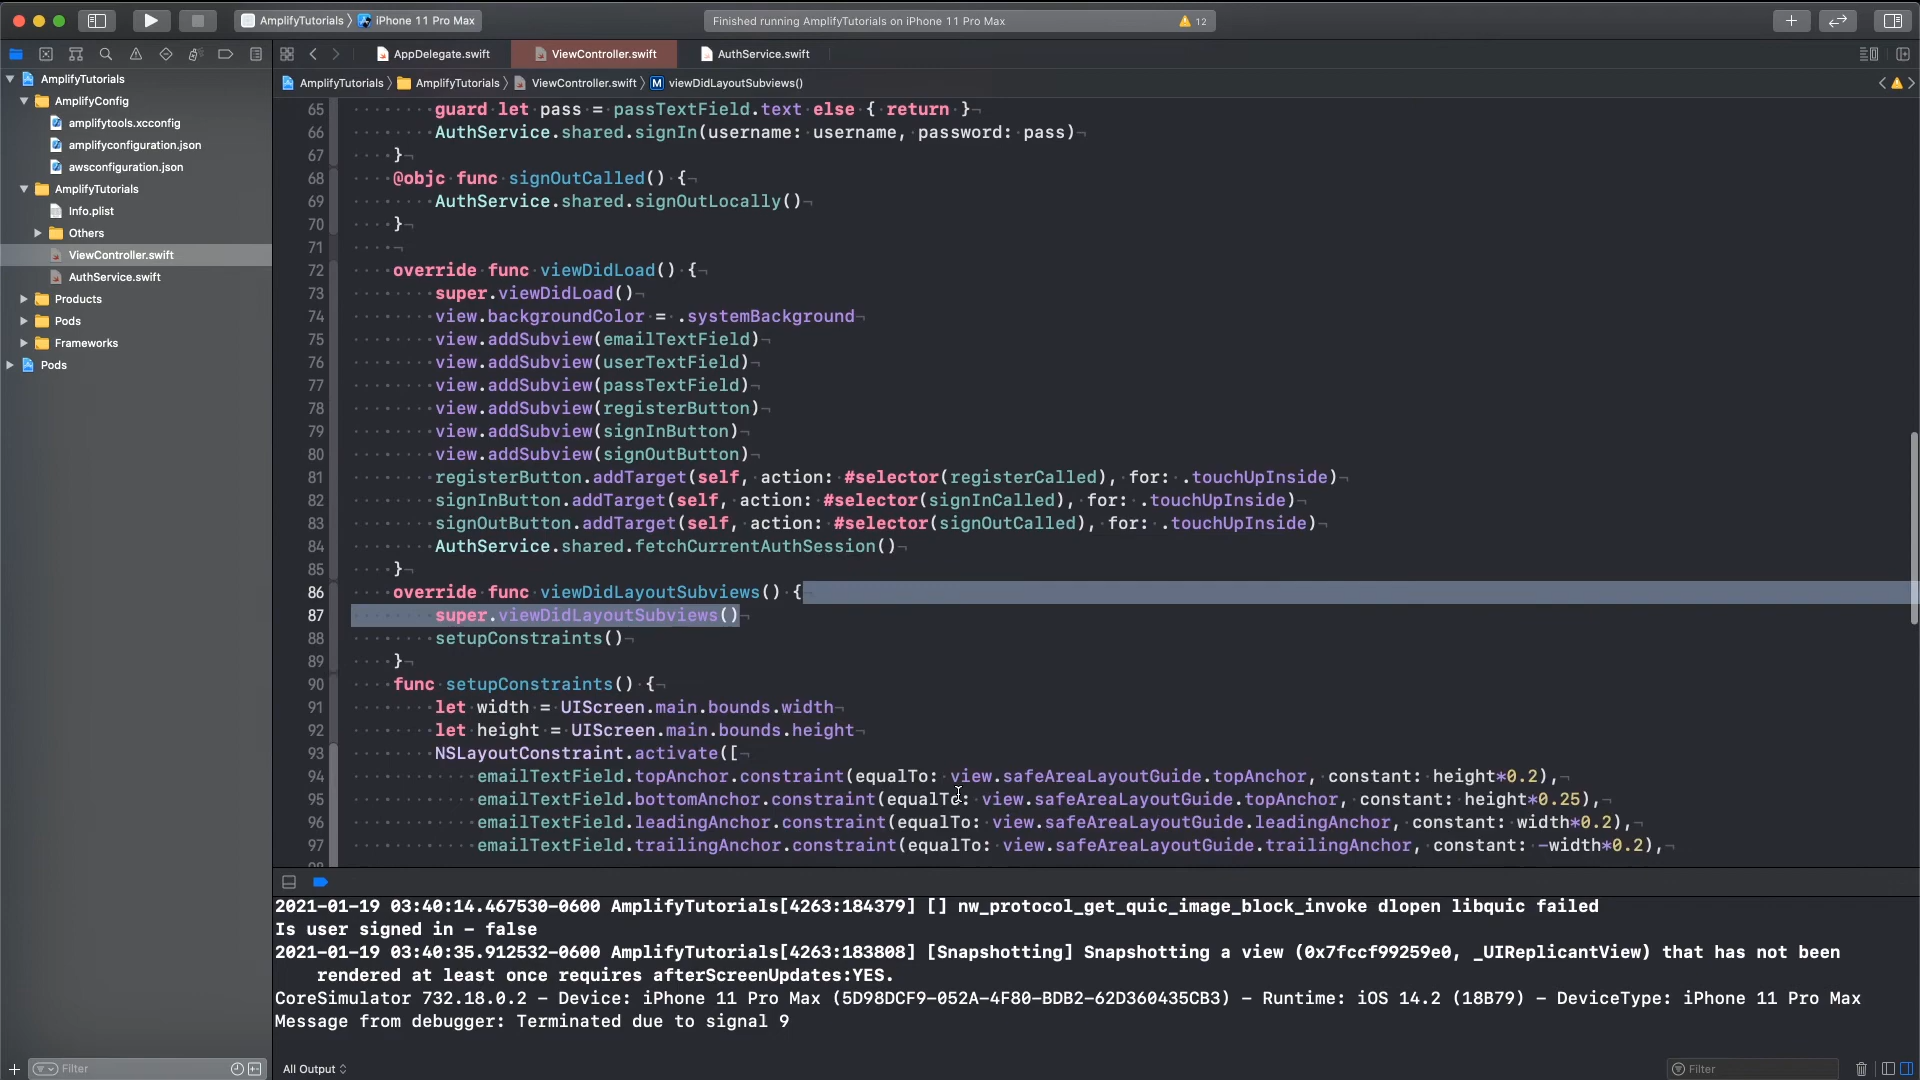 AmplifyTutorials 〉 iPhone 11 Pro Max
Finished running AmplifyTutorials on iPhone 11 Pro Max
12
AppDelegate.swift
ViewController.swift
AuthService.swift
AmplifyTutorials 〉 AmplifyTutorials 〉 ViewController.swift 〉 M viewDidLayoutSubviews()
AmplifyTutorials
AmplifyConfig
amplifytools.xcconfig
amplifyconfiguration.json
awsconfiguration.json
AmplifyTutorials
Info.plist
Others
ViewController.swift
AuthService.swift
Products
Pods
Frameworks
Pods
65 guard let pass = passTextField.text else { return }
66 AuthService.shared.signIn(username: username, password: pass)
67 }
68 @objc func signOutCalled() {
69 AuthService.shared.signOutLocally()
70 }
71
72 override func viewDidLoad() {
73 super.viewDidLoad()
74 view.backgroundColor = .systemBackground
75 view.addSubview(emailTextField)
76 view.addSubview(userTextField)
77 view.addSubview(passTextField)
78 view.addSubview(registerButton)
79 view.addSubview(signInButton)
80 view.addSubview(signOutButton)
81 registerButton.addTarget(self, action: #selector(registerCalled), for: .touchUpInside)
82 signInButton.addTarget(self, action: #selector(signInCalled), for: .touchUpInside)
83 signOutButton.addTarget(self, action: #selector(signOutCalled), for: .touchUpInside)
84 AuthService.shared.fetchCurrentAuthSession()
85 }
86 override func viewDidLayoutSubviews() {
87 super.viewDidLayoutSubviews()
88 setupConstraints()
89 }
90 func setupConstraints() {
91 let width = UIScreen.main.bounds.width
92 let height = UIScreen.main.bounds.height
93 NSLayoutConstraint.activate([
94 emailTextField.topAnchor.constraint(equalTo: view.safeAreaLayoutGuide.topAnchor, constant: height*0.2),
95 emailTextField.bottomAnchor.constraint(equalTo: view.safeAreaLayoutGuide.topAnchor, constant: height*0.25),
96 emailTextField.leadingAnchor.constraint(equalTo: view.safeAreaLayoutGuide.leadingAnchor, constant: width*0.2),
97 emailTextField.trailingAnchor.constraint(equalTo: view.safeAreaLayoutGuide.trailingAnchor, constant: -width*0.2),
2021-01-19 03:40:14.467530-0600 AmplifyTutorials[4263:184379] [] nw_protocol_get_quic_image_block_invoke dlopen libquic failed
Is user signed in - false
2021-01-19 03:40:35.912532-0600 AmplifyTutorials[4263:183808] [Snapshotting] Snapshotting a view (0x7fccf99259e0, _UIReplicantView) that has not been
rendered at least once requires afterScreenUpdates:YES.
CoreSimulator 732.18.0.2 - Device: iPhone 11 Pro Max (5D98DCF9-052A-4F80-BDB2-62D360435CB3) - Runtime: iOS 14.2 (18B79) - DeviceType: iPhone 11 Pro Max
Message from debugger: Terminated due to signal 9
Filter
All Output
Filter